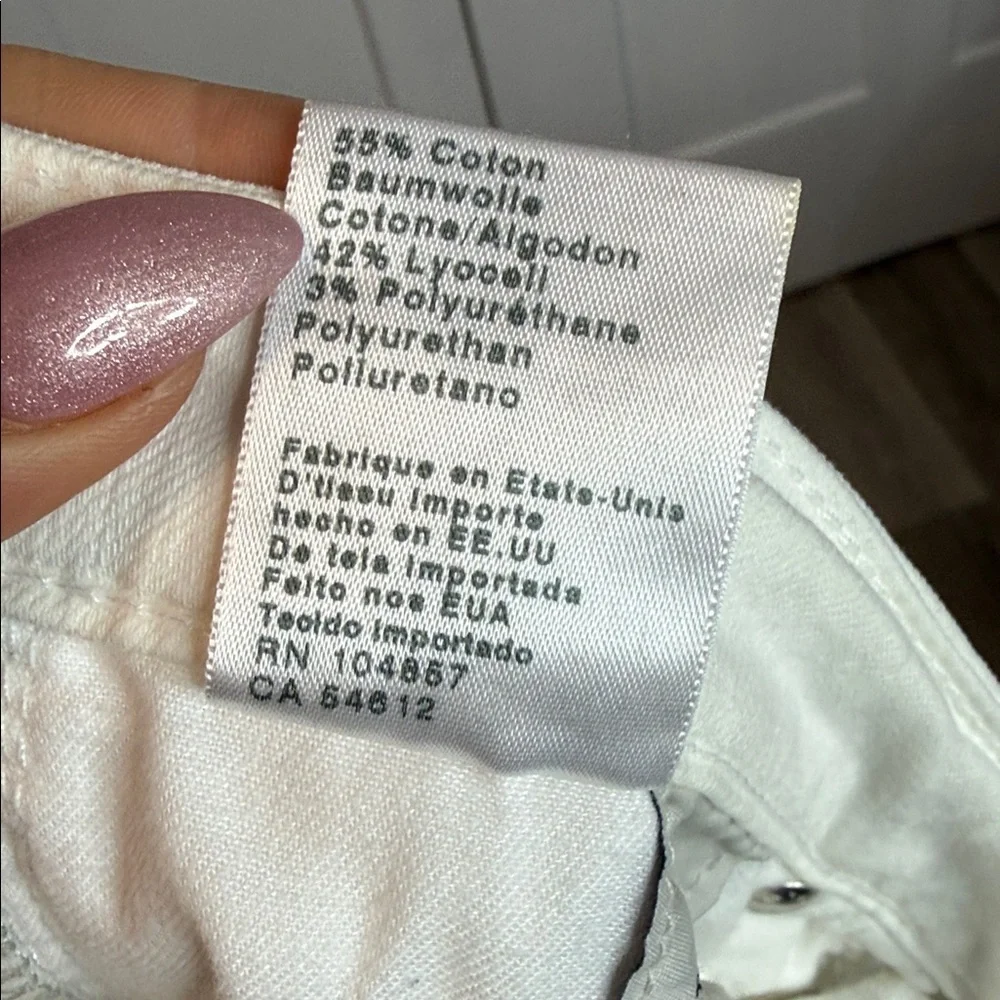 55% Coton
Baumwolle
Cotone/Algodon
42% Lyocell
3% Polyuréthane
Polyurethan
Poliuretano
Fabrique en Etats-Unis
D'tissu importe
hecho en EE.UU
De tela importada
Feito nos EUA
Tecido importado
RN 104867
CA 54612